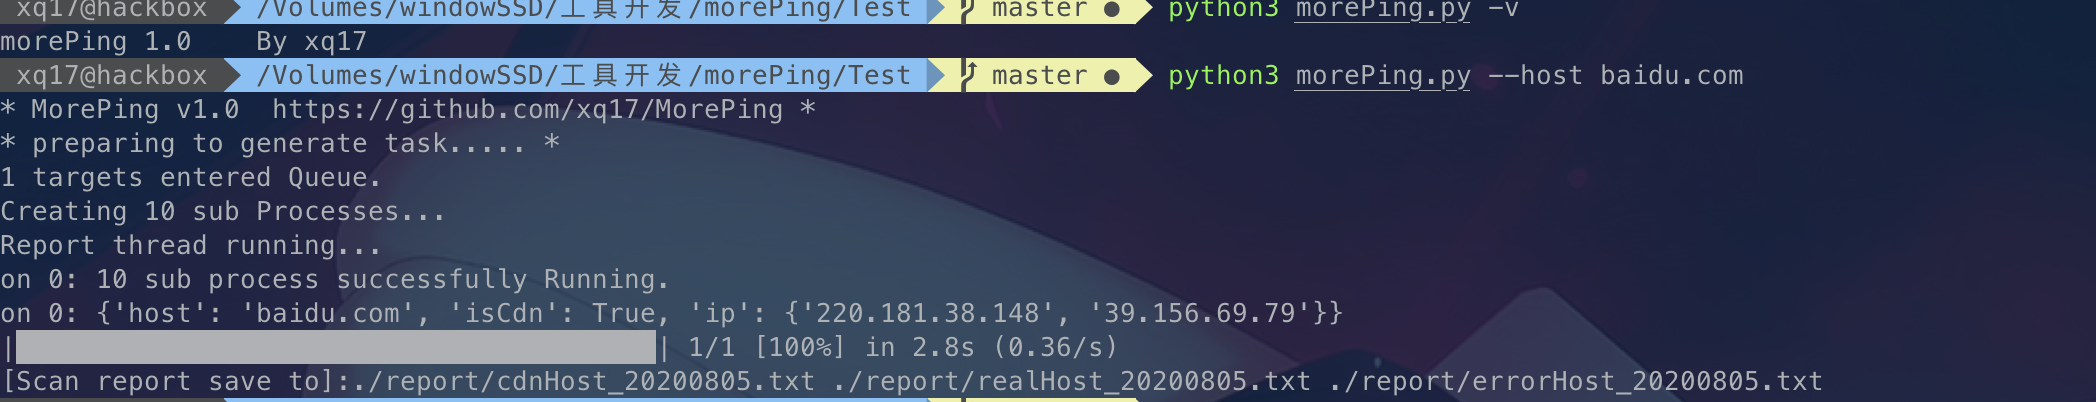 xq17@hackbox /Volumes/windowSSD/工具开发/morePing/Test master ● python3 morePing.py -v
morePing 1.0    By xq17
xq17@hackbox /Volumes/windowSSD/工具开发/morePing/Test master ● python3 morePing.py --host baidu.com
* MorePing v1.0  https://github.com/xq17/MorePing *
* preparing to generate task..... *
1 targets entered Queue.
Creating 10 sub Processes...
Report thread running...
on 0: 10 sub process successfully Running.
on 0: {'host': 'baidu.com', 'isCdn': True, 'ip': {'220.181.38.148', '39.156.69.79'}}
|████████████████████████████████████████| 1/1 [100%] in 2.8s (0.36/s)
[Scan report save to]:./report/cdnHost_20200805.txt ./report/realHost_20200805.txt ./report/errorHost_20200805.txt